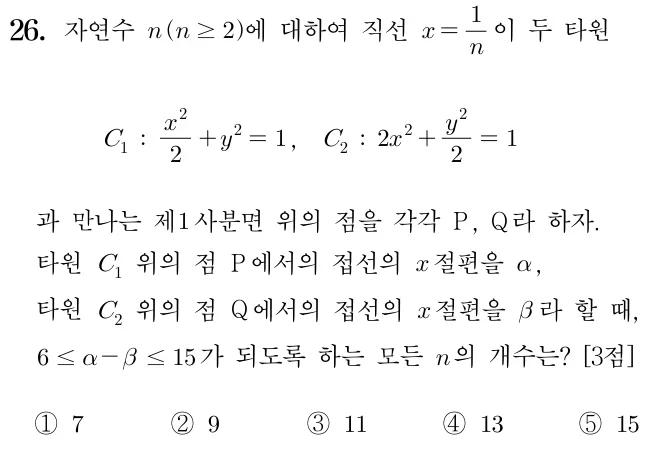 26. 자연수 n(n ≥ 2)에 대하여 직선 x = 1/n 이 두 타원
C₁ : x²/2 + y² = 1, C₂ : 2x² + y²/2 = 1
과 만나는 제1사분면 위의 점을 각각 P, Q라 하자.
타원 C₁ 위의 점 P에서의 접선의 x절편을 α,
타원 C₂ 위의 점 Q에서의 접선의 x절편을 β라 할 때,
6 ≤ α−β ≤ 15가 되도록 하는 모든 n의 개수는? [3점]
① 7 ② 9 ③ 11 ④ 13 ⑤ 15